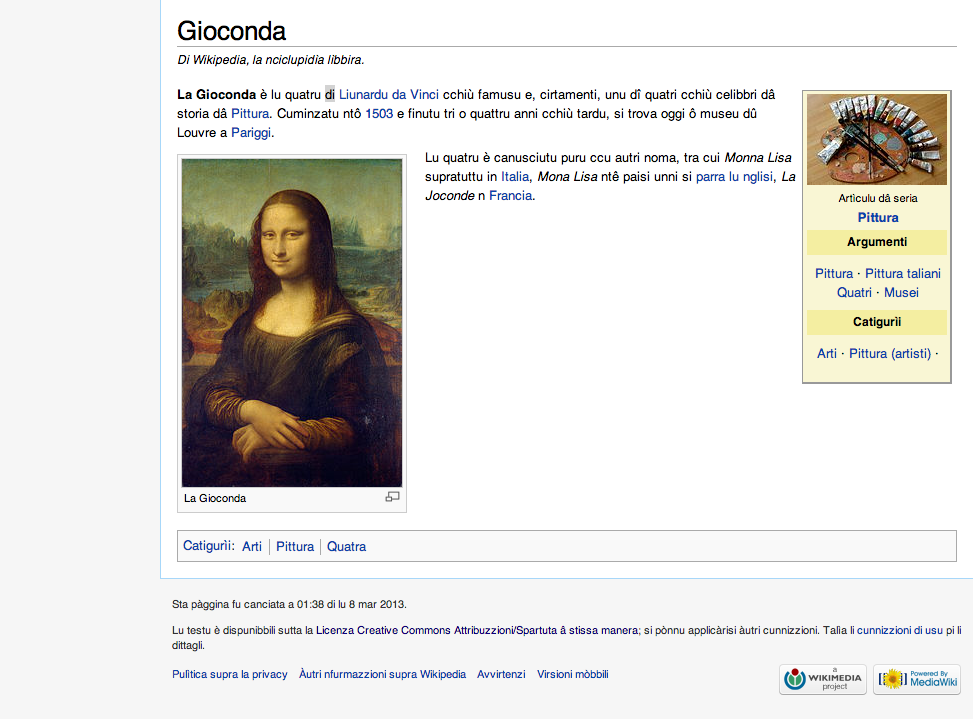 Gioconda
Di Wikipedia, la nciclupidìa lìbbira.
La Gioconda è lu quatru di Liunardu da Vinci cchiù famusu e, cirtamenti, unu dî quatri cchiù celibbri dâ
storia dâ Pittura. Cuminzatu ntô 1503 e finutu tri o quattru anni cchiù tardu, si trova oggi ô museu dû
Louvre a Pariggi.
Lu quatru è canusciutu puru ccu autri noma, tra cui Monna Lisa
supratuttu in Italia, Mona Lisa ntê paisi unni si parra lu nglisi, La
Joconde n Francia.
La Gioconda
Artìculu dâ seria
Pittura
Argumenti
Pittura · Pittura taliani
Quatri · Musei
Catigurìi
Arti · Pittura (artisti) ·
Catigurìi: Arti | Pittura | Quatra
Sta pàggina fu canciata a 01:38 di lu 8 mar 2013.
Lu testu è dispunibbili sutta la Licenza Creative Commons Attribuzzioni/Spartuta â stissa manera; si pònnu applicàrisi àutri cunnizzioni. Talìa li cunnizzioni di usu pi li
dittagli.
Pulìtica supra la privacy Àutri nfurmazzioni supra Wikipedia Avvirtenzi Virsioni mòbbili
a
WIKIMEDIA
project
Powered By
MediaWiki